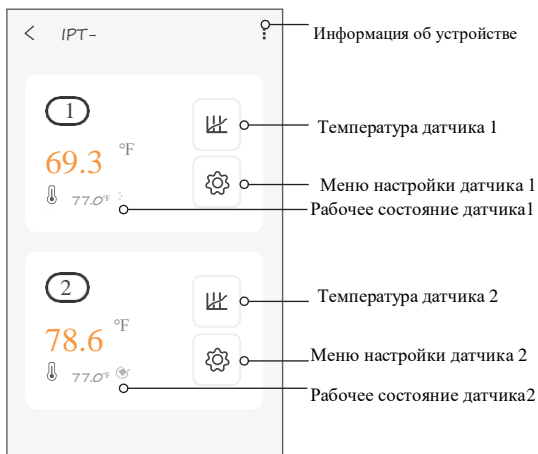 IPT-
Информация об устройстве
1
69.3 °F
77.0°F
Температура датчика 1
Меню настройки датчика 1
Рабочее состояние датчика1
2
78.6 °F
77.0°F
Температура датчика 2
Меню настройки датчика 2
Рабочее состояние датчика2